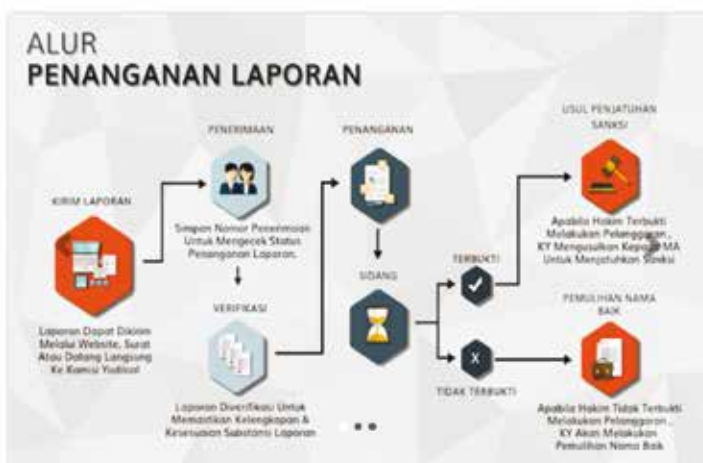 ALUR
PENANGANAN LAPORAN
KIRIM LAPORAN
Laporan Dapat Dikirim
Melalui Website, Surat
Atau Datang Langsung
Ke Komisi Yudisial
PENERIMAAN
Simpan Nomor Penerimaan
Untuk Mengecek Status
Penanganan Laporan.
VERIFIKASI
Laporan Diverifikasi Untuk
Memastikan Kelengkapan &
Kesesuaian Substansi Laporan
PENANGANAN
SIDANG
TERBUKTI
X
TIDAK TERBUKTI
USUL PENJATUHAN
SANKSI
Apabila Hakim Terbukti
Melakukan Pelanggaran,
KY Mengusulkan Kepada MA
Untuk Menjatuhkan Sanksi
PEMULIHAN NAMA
BAIK
Apabila Hakim Tidak Terbukti
Melakukan Pelanggaran,
KY Akan Melakukan
Pemulihan Nama Baik